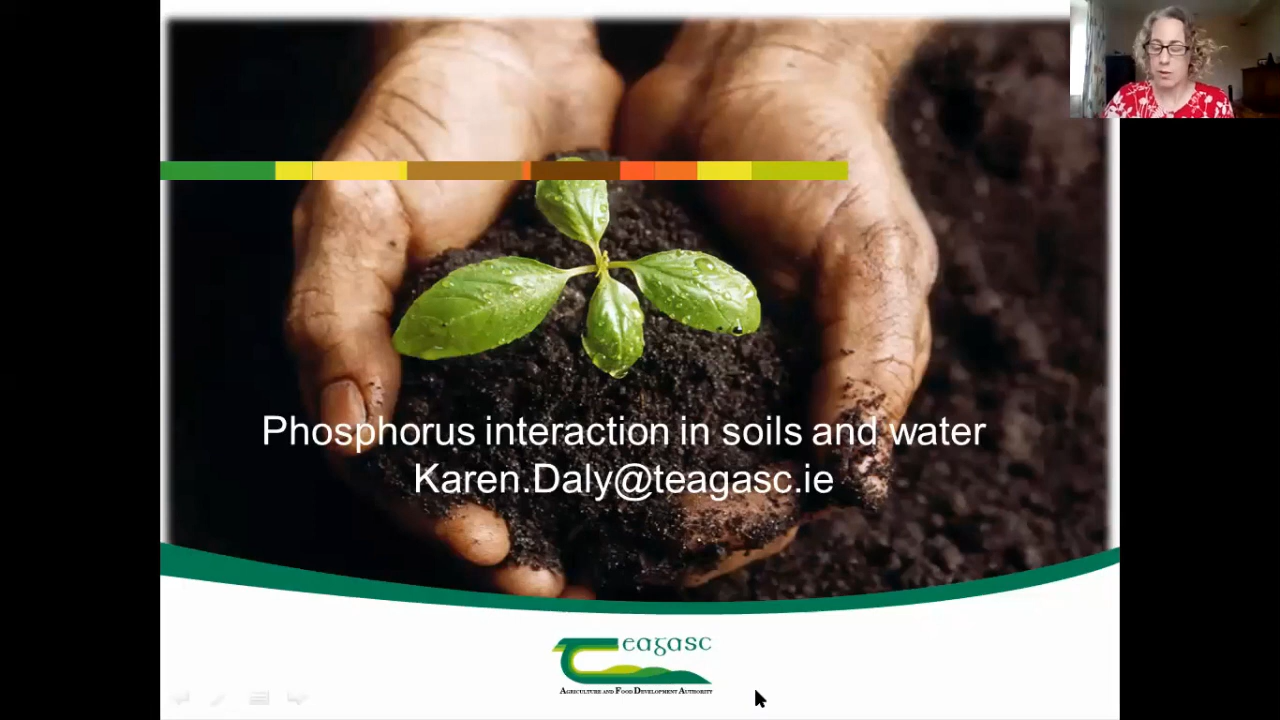 Phosphorus interaction in soils and water
Karen.Daly@teagasc.ie
Teagasc
AGRICULTURE AND FOOD DEVELOPMENT AUTHORITY